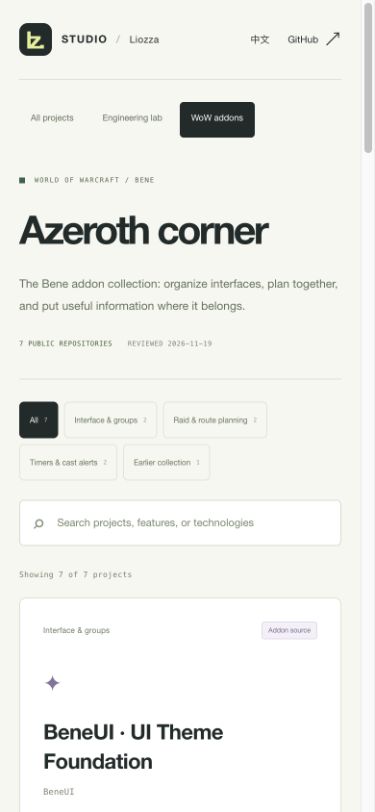 lz STUDIO / Liozza 中文 GitHub
All projects Engineering lab WoW addons
WORLD OF WARCRAFT / BENE
Azeroth corner
The Bene addon collection: organize interfaces, plan together,
and put useful information where it belongs.
7 PUBLIC REPOSITORIES REVIEWED 2026-11-19
All 7 Interface & groups 2 Raid & route planning 2
Timers & cast alerts 2 Earlier collection 1
Search projects, features, or technologies
Showing 7 of 7 projects
Interface & groups Addon source
BeneUI · UI Theme
Foundation
BeneUI